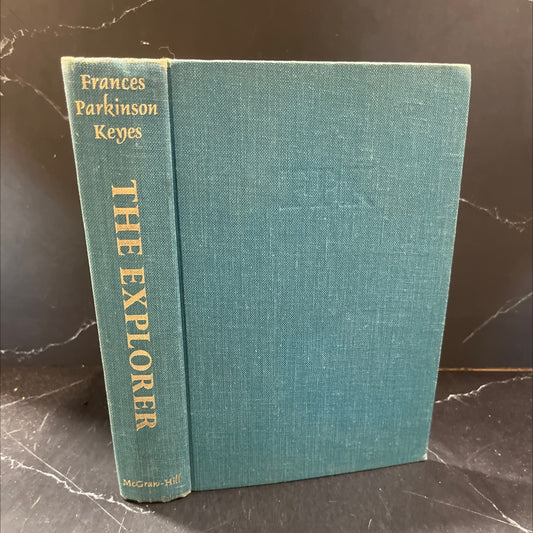 Frances
Parkinson
Keyes
THE EXPLORER
McGraw-Hill